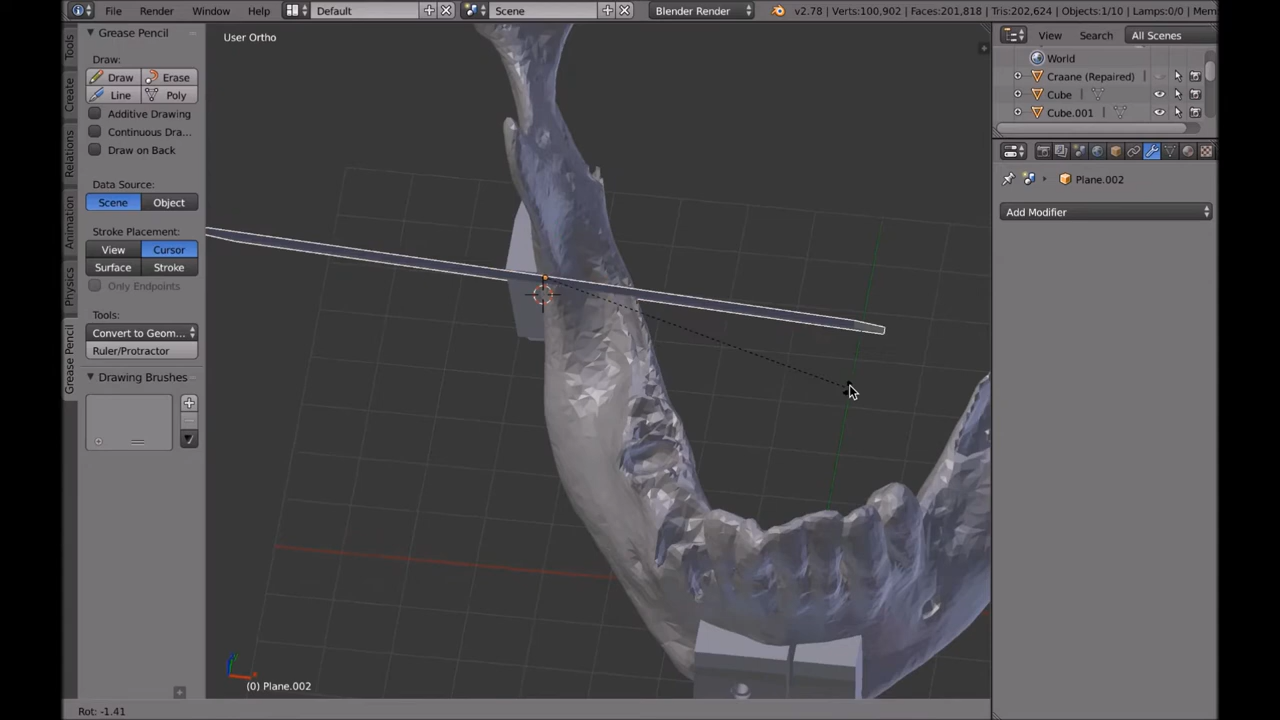 File Render Window Help Default Scene Blender Render v2.78 | Verts:100,902 | Faces:201,818 | Tris:202,624 | Objects:1/10 | Lamps:0/0 | Mem
Grease Pencil
User Ortho
View Search All Scenes
Draw:
World
Draw Erase
Craane (Repaired)
Line Poly
Cube
Additive Drawing
Cube.001
Continuous Dra...
Draw on Back
Plane.002
Data Source:
Scene Object
Add Modifier
Stroke Placement:
View Cursor
Surface Stroke
Only Endpoints
Tools:
Convert to Geom...
Ruler/Protractor
Drawing Brushes
Tools
Create
Relations
Animation
Physics
Grease Pencil
(0) Plane.002
Rot: -1.41